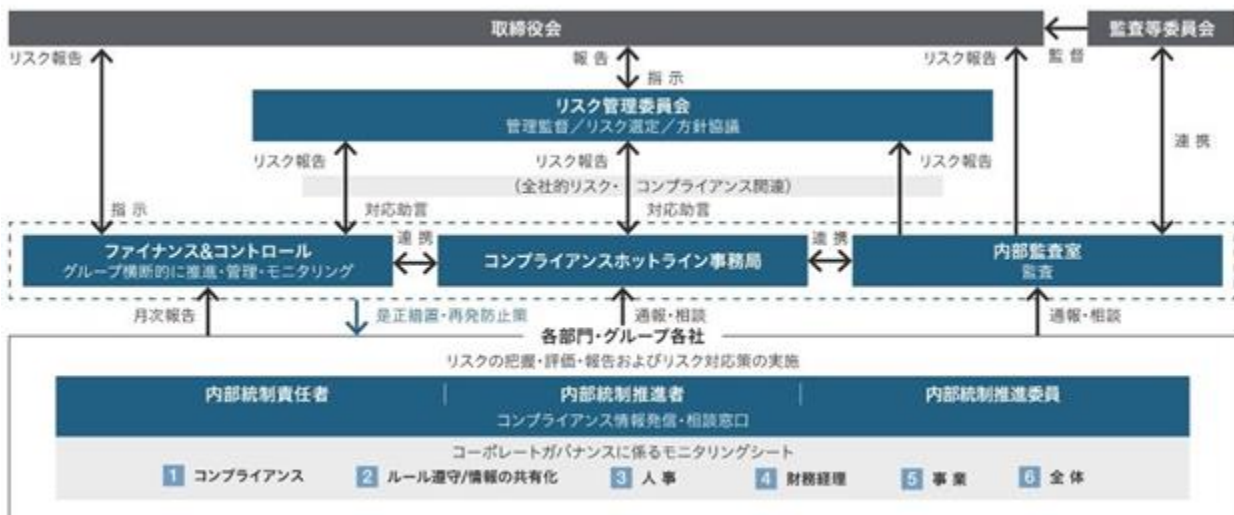 取締役会
監査等委員会
リスク報告
報告
リスク報告
監督
指示
リスク管理委員会
管理監督／リスク選定／方針協議
連携
リスク報告
リスク報告
リスク報告
（全社的リスク・ コンプライアンス関連）
指示
対応助言
対応助言
ファイナンス&コントロール
グループ横断的に推進・管理・モニタリング
連携
コンプライアンスホットライン事務局
連携
内部監査室
監査
月次報告
是正措置・再発防止策
通報・相談
通報・相談
各部門・グループ各社
リスクの把握・評価・報告およびリスク対応策の実施
内部統制責任者
内部統制推進者
内部統制推進委員
コンプライアンス情報発信・相談窓口
コーポレートガバナンスに係るモニタリングシート
1 コンプライアンス
2 ルール遵守/情報の共有化
3 人事
4 財務経理
5 事業
6 全体